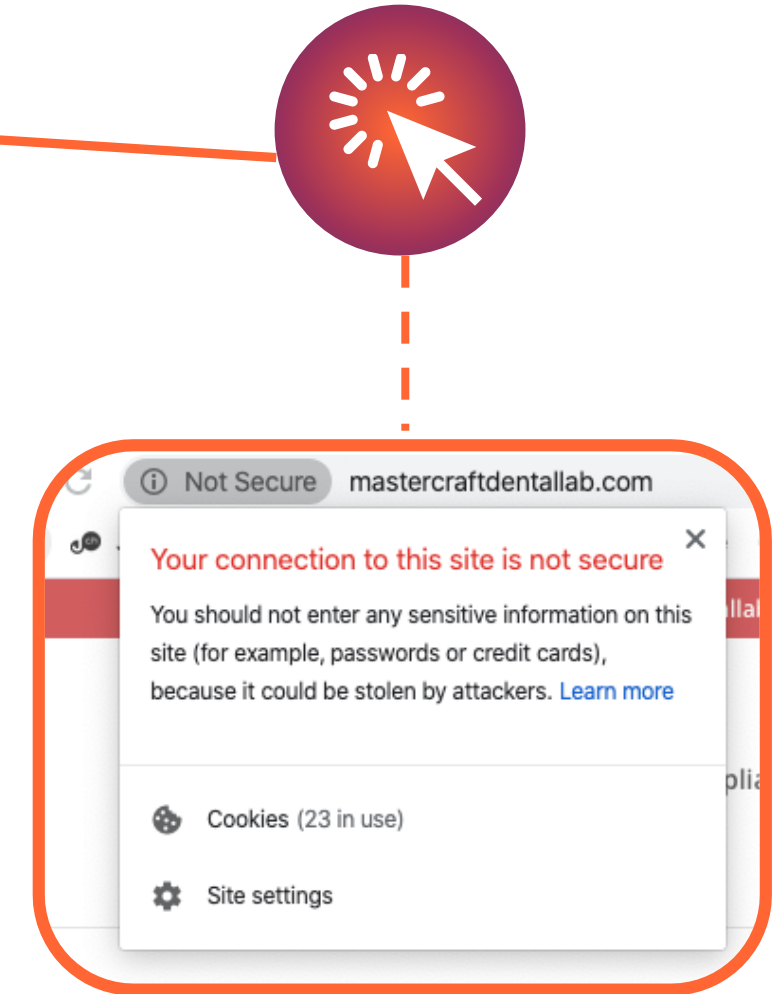 Not Secure mastercraftdentallab.com
Your connection to this site is not secure
You should not enter any sensitive information on this
site (for example, passwords or credit cards),
because it could be stolen by attackers. Learn more
Cookies (23 in use)
Site settings